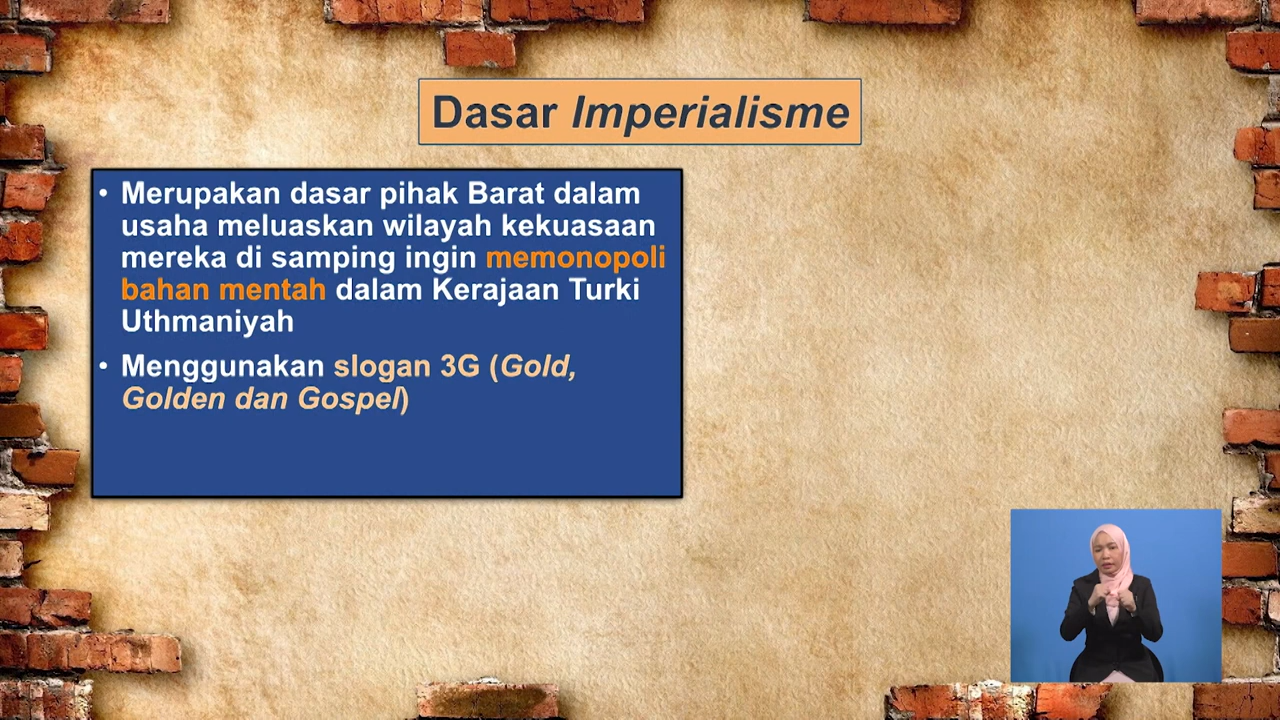 Dasar Imperialisme
• Merupakan dasar pihak Barat dalam
usaha meluaskan wilayah kekuasaan
mereka di samping ingin memonopoli
bahan mentah dalam Kerajaan Turki
Uthmaniyah
• Menggunakan slogan 3G (Gold,
Golden dan Gospel)